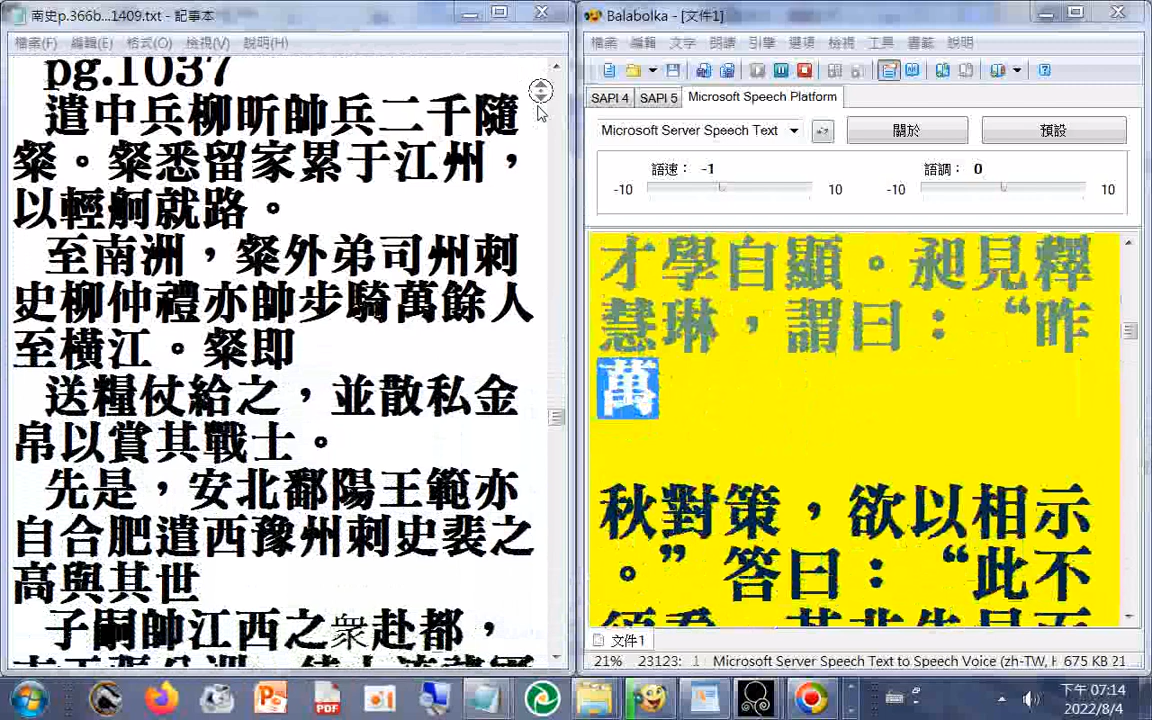 南史p.366b...1409.txt - 記事本
檔案(F) 編輯(E) 格式(O) 檢視(V) 說明(H)
pg.1037
遣中兵柳昕帥兵二千隨
粲。粲悉留家累于江州，
以輕舸就路。
至南洲，粲外弟司州刺
史柳仲禮亦帥步騎萬餘人
至橫江。粲即
送糧仗給之，並散私金
帛以賞其戰士。
先是，安北鄱陽王範亦
自合肥遣西豫州刺史裴之
高與其世
子嗣帥江西之衆赴都，
Balabolka - [文件1]
檔案 編輯 文字 朗讀 引擎 選項 檢視 工具 書籤 說明
SAPI 4 SAPI 5 Microsoft Speech Platform
Microsoft Server Speech Text 關於 預設
語速： -1 語調： 0
-10 10 -10 10
才學自顯。昶見釋
慧琳，謂曰：“昨
萬
秋對策，欲以相示
。”答曰：“此不
文件1
21% 23123: Microsoft Server Speech Text to Speech Voice (zh-TW, H 675 KB 21
下午 07:14
2022/8/4